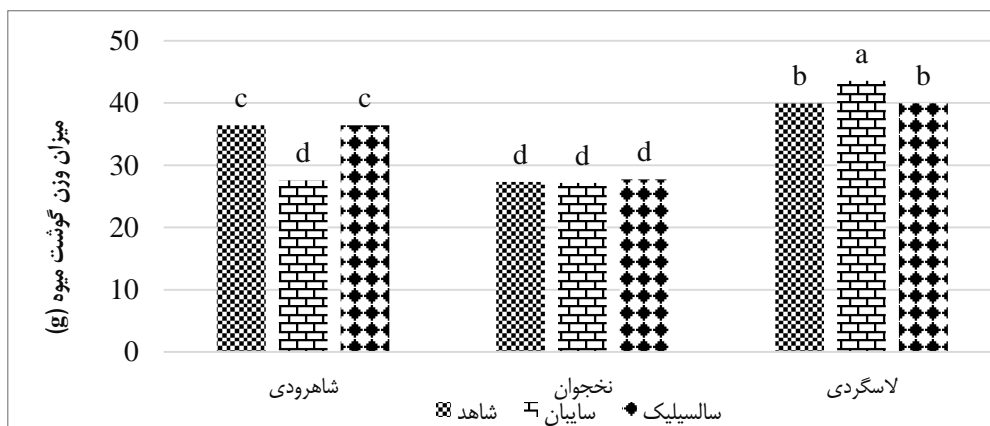 میزان وزن گوشت میوه (g)
50
40
30
20
10
0
c
d
c
d
d
d
b
a
b
شاهرودی
نخجوان
لاسگردی
شاهد
سایبان
سالسیلیک